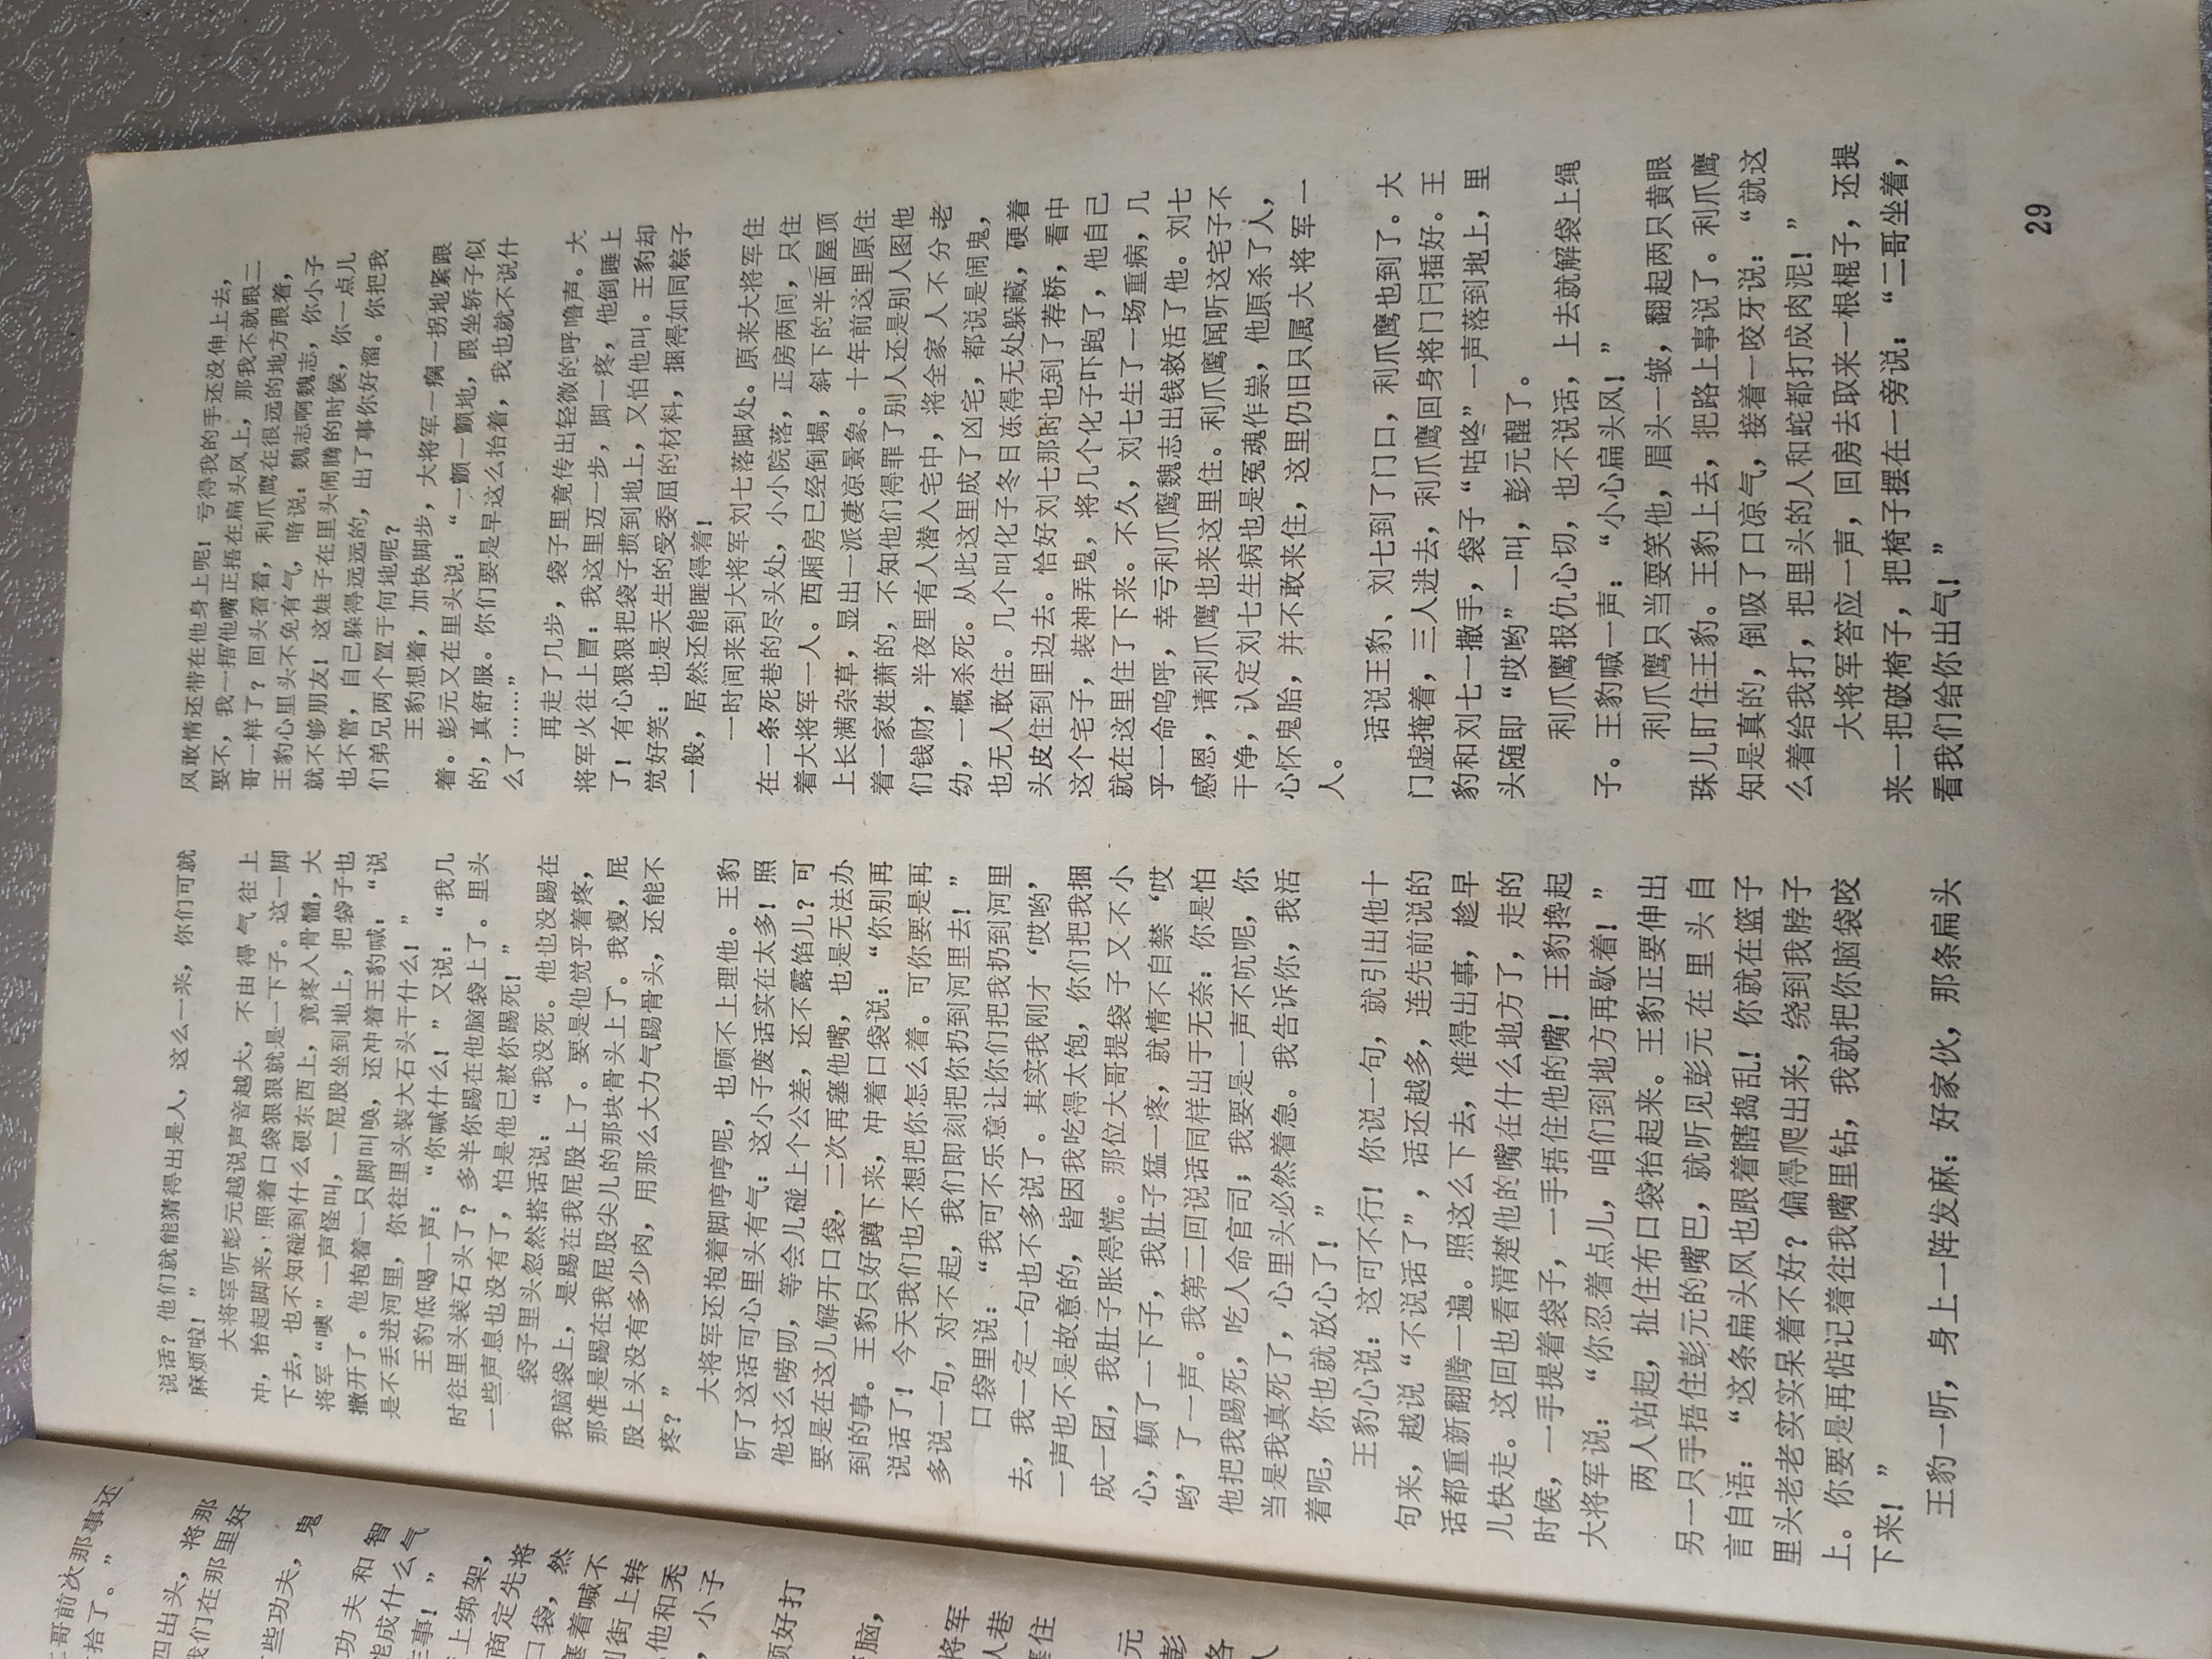 哥前次那事还
拾了。”
四出头，将那
我们在那里好
些功夫，鬼
功夫和智
能成什么气
事！”
上绑架，
商定先将
口袋，然
塞着喊不
到街上转
他和秃
，小子
顿好打
脑，
将军
人巷
塞住
元
彭
各
说话？他们就能猜得出是人，这么一来，你们可就
麻烦啦！”
大将军听彭元越说声音越大，不由得气往上
冲，抬起脚来，照着口袋狠狠就是一下子。这一脚
下去，也不知碰到什么硬东西上，竟疼入骨髓，大
将军“噢”一声怪叫，一屁股坐到地上，把袋子也
撒开了。他抱着一只脚叫唤，还冲着王豹喊：“说
是不丢进河里，你往里头装大石头干什么！”
王豹低喝一声：“你喊什么！”又说：“我几
时往里头装石头了？多半你踢在他脑袋上了。里头
一些声息也没有了，怕是他已被你踢死！”
袋子里头忽然搭话说：“我没死。他也没踢在
我脑袋上，是踢在我屁股上了。要是他觉乎着疼，
那准是踢在我屁股尖儿的那块骨头上了。我瘦，屁
股上头没有多少肉，用那么大力气踢骨头，还能不
疼？”
大将军还抱着脚哼哼呢，也顾不上理他。王豹
听了这话可心里头有气：这小子废话实在太多！照
他这么唠叨，等会儿碰上个公差，还不露馅儿？可
要是在这儿解开口袋，二次再塞他嘴，也是无法办
到的事。王豹只好蹲下来，冲着口袋说：“你别再
说话了！今天我们也不想把你怎么着。可你要是再
多说一句，对不起，我们即刻把你扔到河里去！”
口袋里说：“我可不乐意让你们把我扔到河里
去，我一定一句也不多说了。其实我刚才‘哎哟，
一声也不是故意的，皆因我吃得太饱，你们把我捆
成一团，我肚子胀得慌。那位大哥提袋子又不小
心，颠了一下子，我肚子猛一疼，就情不自禁‘哎
哟，了一声。我第二回说话同样出于无奈：你是怕
他把我踢死，吃人命官司；我要是一声不吭呢，你
当是我真死了，心里头必然着急。我告诉你，我活
着呢，你也就放心了！”
王豹心说：这可不行！你说一句，就引出他十
句来，越说“不说话了”，话还越多，连先前说的
话都重新翻腾一遍。照这么下去，准得出事，趁早
儿快走。这回也看清楚他的嘴在什么地方了，走的
时候，一手提着袋子，一手捂住他的嘴！王豹搀起
大将军说：“你忍着点儿，咱们到地方再歇着！”
两人站起，扯住布口袋抬起来。王豹正要伸出
另一只手捂住彭元的嘴巴，就听见彭元在里头自
言自语：“这条扁头风也跟着瞎捣乱！你就在篮子
里头老老实实呆着不好？偏得爬出来，绕到我脖子
上。你要是再惦记着往我嘴里钻，我就把你脑袋咬
下来！”
王豹一听，身上一阵发麻：好家伙，那条扁头
风敢情还带在他身上呢！亏得我的手还没伸上去，
要不，我一捂他嘴正捂在扁头风上，那我不就跟二
哥一样了？回头看看，利爪鹰在很远的地方跟着，
王豹心里头不免有气，暗说：魏志啊魏志，你小子
就不够朋友！这娃子在里头闹腾的时候，你一点儿
也不管，自己躲得远远的，出了事你好溜。你把我
们弟兄两个置于何地呢？
王豹想着，加快脚步，大将军一瘸一拐地紧跟
着。彭元又在里头说：“一颤一颤地，跟坐轿子似
的，真舒服。你们要是早这么抬着，我也就不说什
么了……”
再走了几步，袋子里竟传出轻微的呼噜声。大
将军火往上冒：我这里迈一步，脚一疼，他倒睡上
了！有心狠狠把袋子掼到地上，又怕他叫。王豹却
觉好笑：也是天生的受委屈的材料，捆得如同粽子
一般，居然还能睡得着！
一时间来到大将军刘七落脚处。原来大将军住
在一条死巷的尽头处，小小院落，正房两间，只住
着大将军一人。西厢房已经倒塌，斜下的半面屋顶
上长满杂草，显出一派凄凉景象。十年前这里原住
着一家姓萧的，不知他们得罪了别人还是别人图他
们钱财，半夜里有人潜入宅中，将全家人不分老
幼，一概杀死。从此这里成了凶宅，都说是闹鬼，
也无人敢住。几个叫化子冬日冻得无处躲藏，硬着
头皮住到里边去。恰好刘七那时也到了荐桥，看中
这个宅子，装神弄鬼，将几个化子吓跑了，他自己
就在这里住了下来。不久，刘七生了一场重病，几
乎一命呜呼，幸亏利爪鹰魏志出钱救活了他。刘七
感恩，请利爪鹰也来这里住。利爪鹰闻听这宅子不
干净，认定刘七生病也是冤魂作祟，他原杀了人，
心怀鬼胎，并不敢来住，这里仍旧只属大将军一
人。
话说王豹、刘七到了门口，利爪鹰也到了。大
门虚掩着，三人进去，利爪鹰回身将门闩插好。王
豹和刘七一撒手，袋子“咕咚”一声落到地上，里
头随即“哎哟”一叫，彭元醒了。
利爪鹰报仇心切，也不说话，上去就解袋上绳
子。王豹喊一声：“小心扁头风！”
利爪鹰只当耍笑他，眉头一皱，翻起两只黄眼
珠儿盯住王豹。王豹上去，把路上事说了。利爪鹰
知是真的，倒吸了口凉气，接着一咬牙说：“就这
么着给我打，把里头的人和蛇都打成肉泥！”
大将军答应一声，回房去取来一根棍子，还提
来一把破椅子，把椅子摆在一旁说：“二哥坐着，
看我们给你出气！”
29